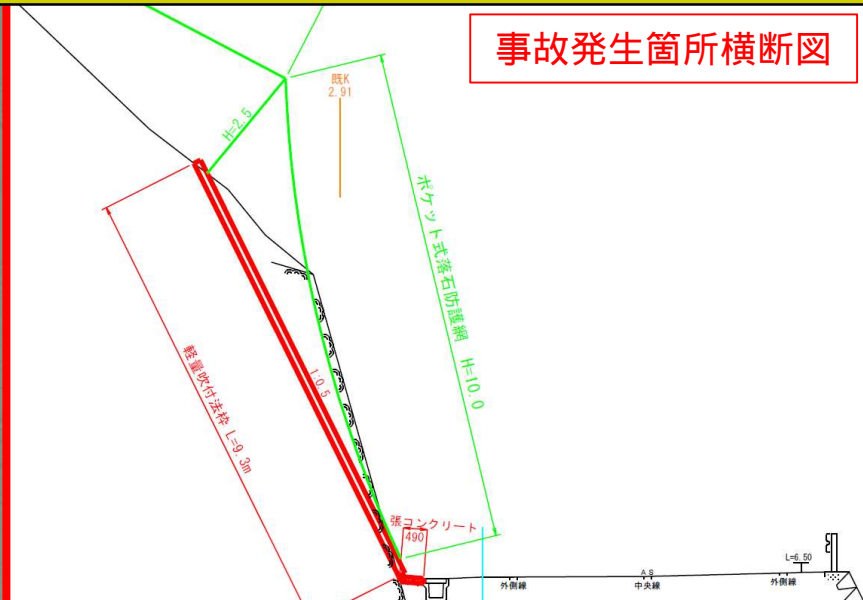 事故発生箇所横断図
既K
2.91
H=2.5
ポケット式落石防護網 H=10.0
軽量吹付法枠 L=9.3m
1:0.5
張コンクリート
490
L=6.50
外側線
AS
中央線
外側線